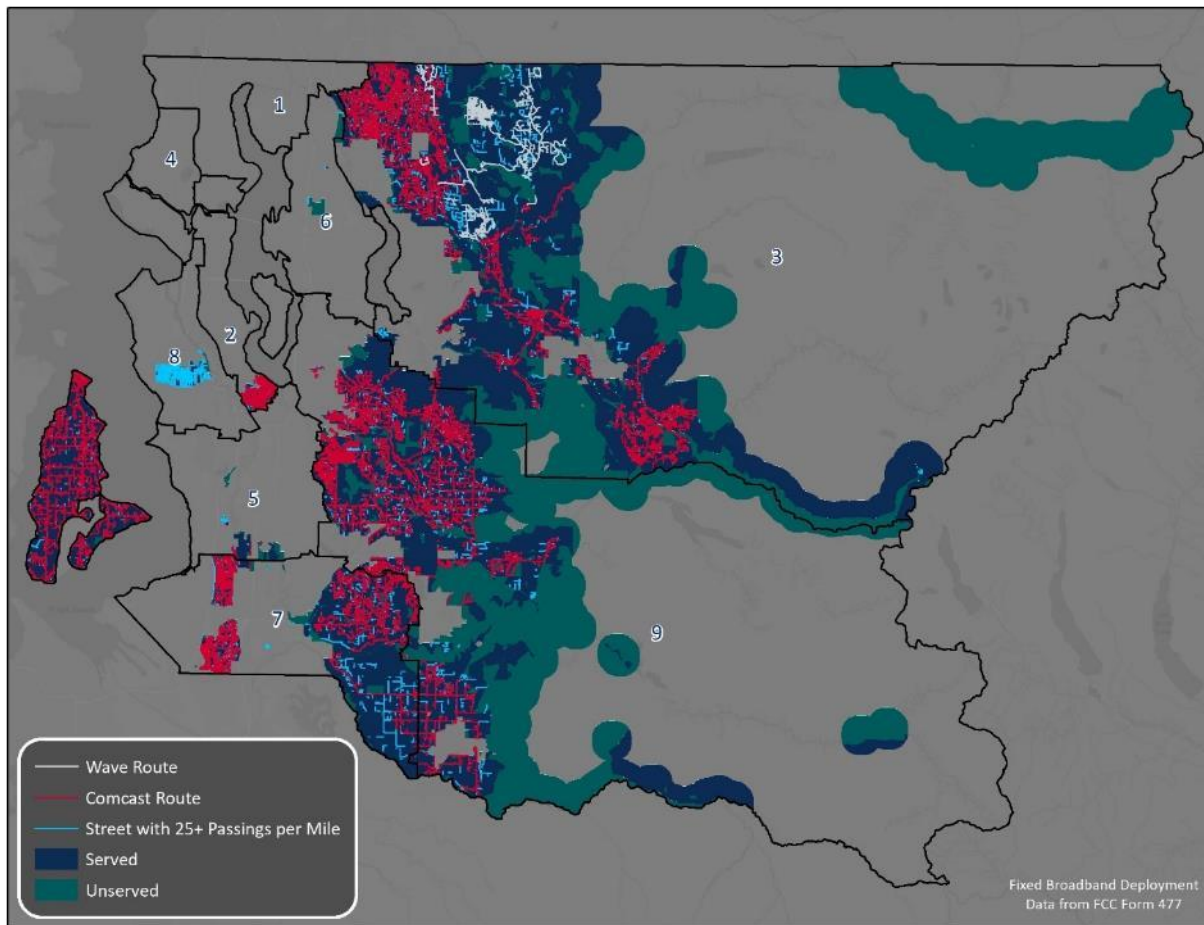 1
4
6
3
2
8
5
7
9
Wave Route
Comcast Route
Street with 25+ Passings per Mile
Served
Unserved
Fixed Broadband Deployment
Data from FCC Form 477